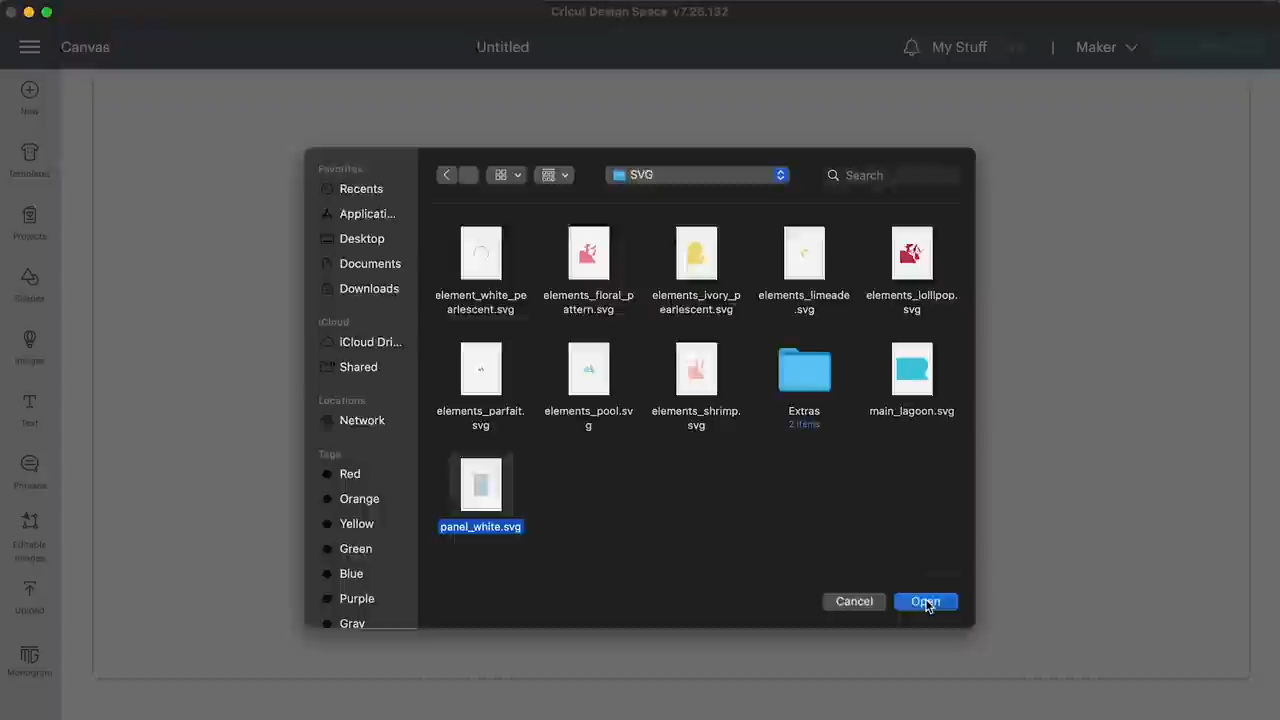 Cricut Design Space v7.26.132
Canvas
Untitled
My Stuff
|
Maker
New
Templates
Projects
Shapes
Images
Text
Phrases
Editable
Images
Upload
Monogram
Favorites
Recents
Applicati...
Desktop
Documents
Downloads
iCloud
iCloud Dri...
Shared
Locations
Network
Tags
Red
Orange
Yellow
Green
Blue
Purple
Gray
SVG
Search
element_white_pe
arlescent.svg
elements_floral_p
attern.svg
elements_ivory_p
earlescent.svg
elements_limeade
.svg
elements_lollipop.
svg
elements_parfait.
svg
elements_pool.sv
g
elements_shrimp.
svg
Extras
2 items
main_lagoon.svg
panel_white.svg
Cancel
Open